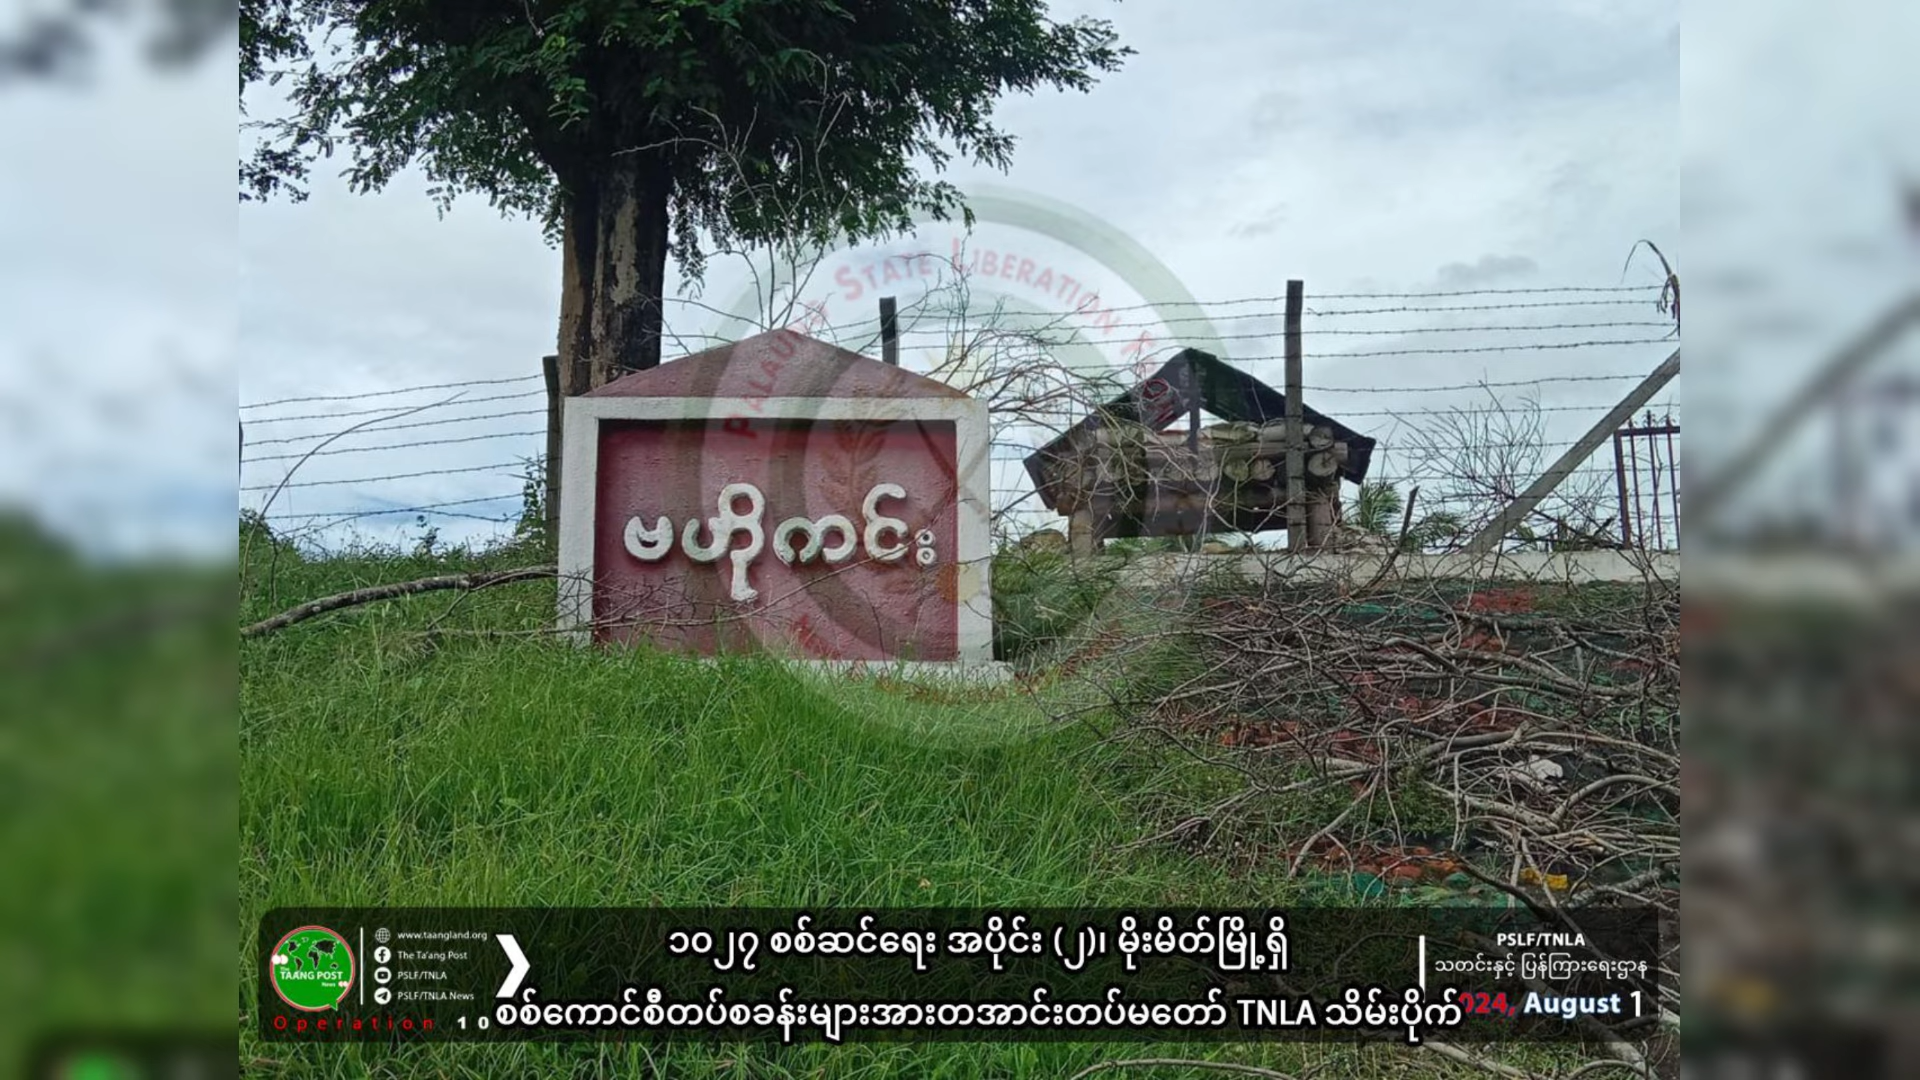 PALAUNG STATE LIBERATION
ဗဟိုကင်း
www.taangland.org
The Ta'ang Post
PSLF/TNLA
PSLF/TNLA News
The
TAANG POST
News
Operation 10
၁၀၂၇ စစ်ဆင်ရေး အပိုင်း (၂)၊ မိုးမိတ်မြို့ရှိ
စစ်ကောင်စီတပ်စခန်းများအားတအာင်းတပ်မတော် TNLA သိမ်းပိုက်
PSLF/TNLA
သတင်းနှင့် ပြန်ကြားရေးဌာန
024, August 1